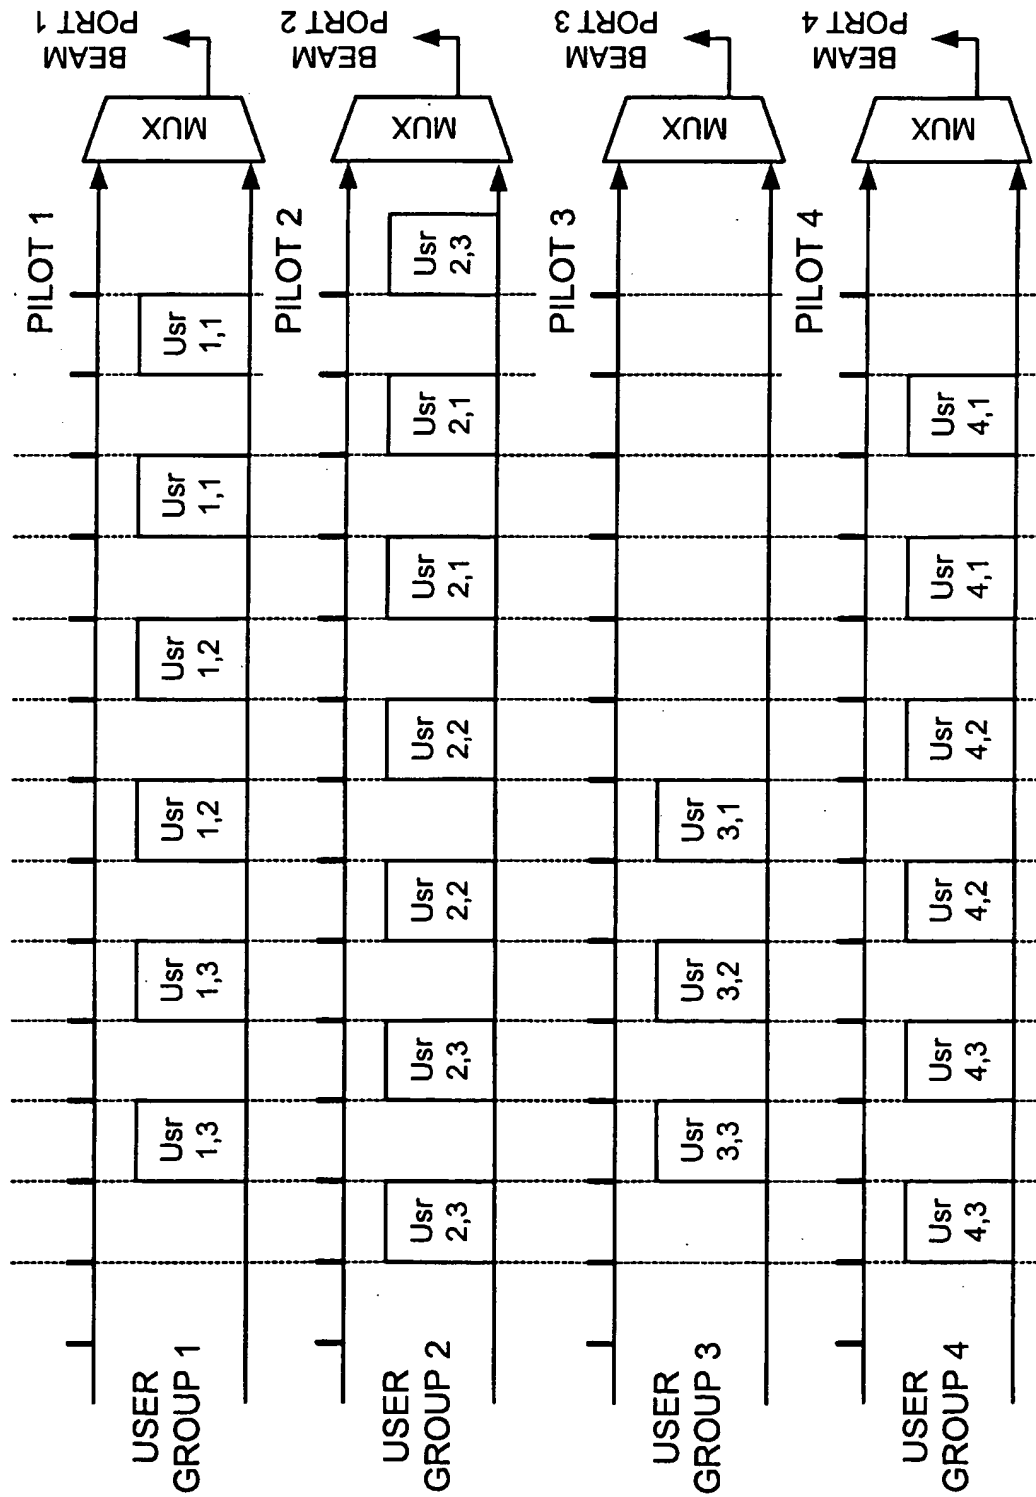 PILOT 1
USER
GROUP 1
Usr
1,3
Usr
1,3
Usr
1,2
Usr
1,2
Usr
1,1
Usr
1,1
MUX
BEAM
PORT 1
PILOT 2
USER
GROUP 2
Usr
2,3
Usr
2,3
Usr
2,2
Usr
2,2
Usr
2,1
Usr
2,1
Usr
2,3
MUX
BEAM
PORT 2
PILOT 3
USER
GROUP 3
Usr
3,3
Usr
3,2
Usr
3,1
MUX
BEAM
PORT 3
PILOT 4
USER
GROUP 4
Usr
4,3
Usr
4,3
Usr
4,2
Usr
4,2
Usr
4,1
Usr
4,1
MUX
BEAM
PORT 4